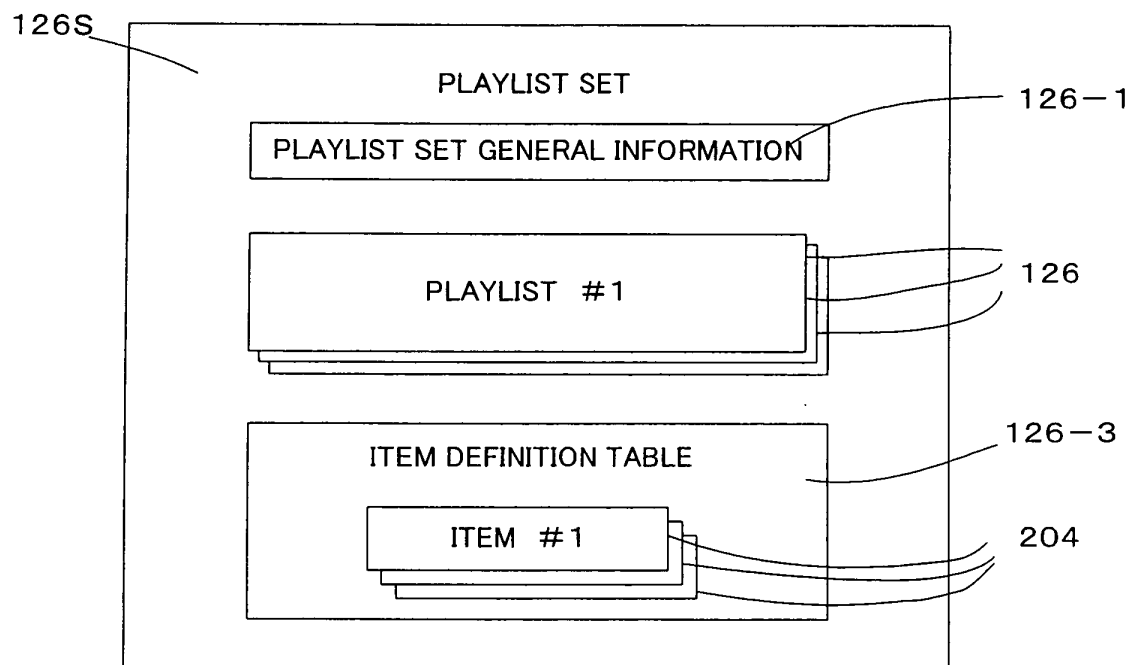 126S
PLAYLIST SET
126-1
PLAYLIST SET GENERAL INFORMATION
PLAYLIST #1
126
126-3
ITEM DEFINITION TABLE
ITEM #1
204